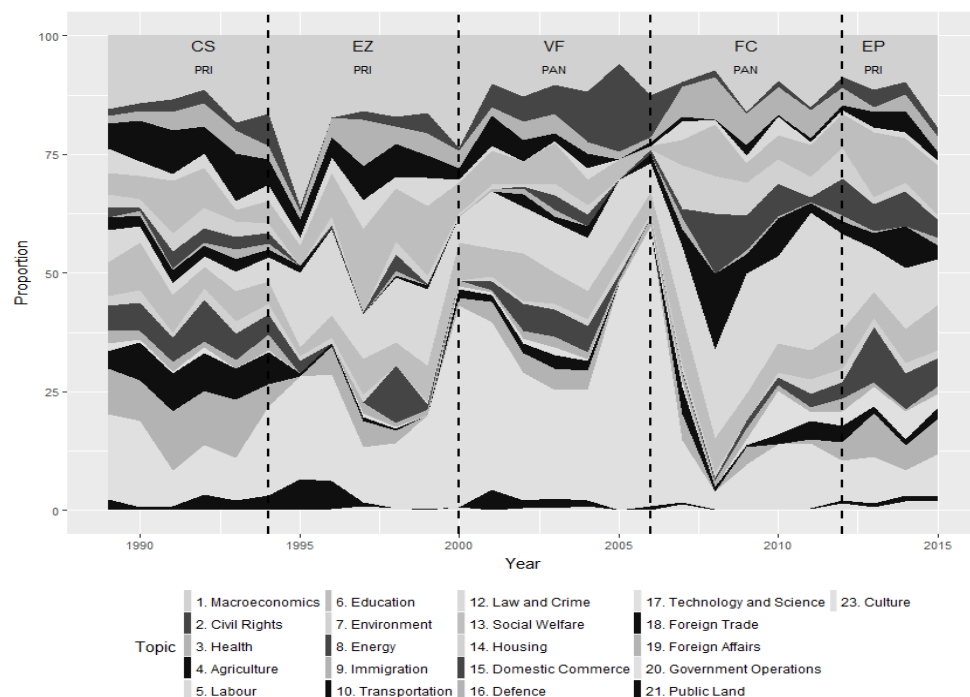 100
75
50
25
0
Proportion
CS EZ VF FC EP
PRI PRI PAN PAN PRI
1990 1995 2000 2005 2010 2015
Year
Topic
1. Macroeconomics 6. Education 12. Law and Crime 17. Technology and Science 23. Culture
2. Civil Rights 7. Environment 13. Social Welfare 18. Foreign Trade
3. Health 8. Energy 14. Housing 19. Foreign Affairs
4. Agriculture 9. Immigration 15. Domestic Commerce 20. Government Operations
5. Labour 10. Transportation 16. Defence 21. Public Land